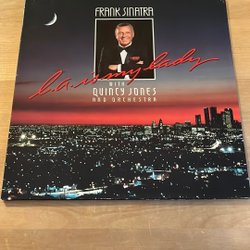 FRANK SINATRA
L.A. is my lady
WITH
QUINCY JONES
AND ORCHESTRA